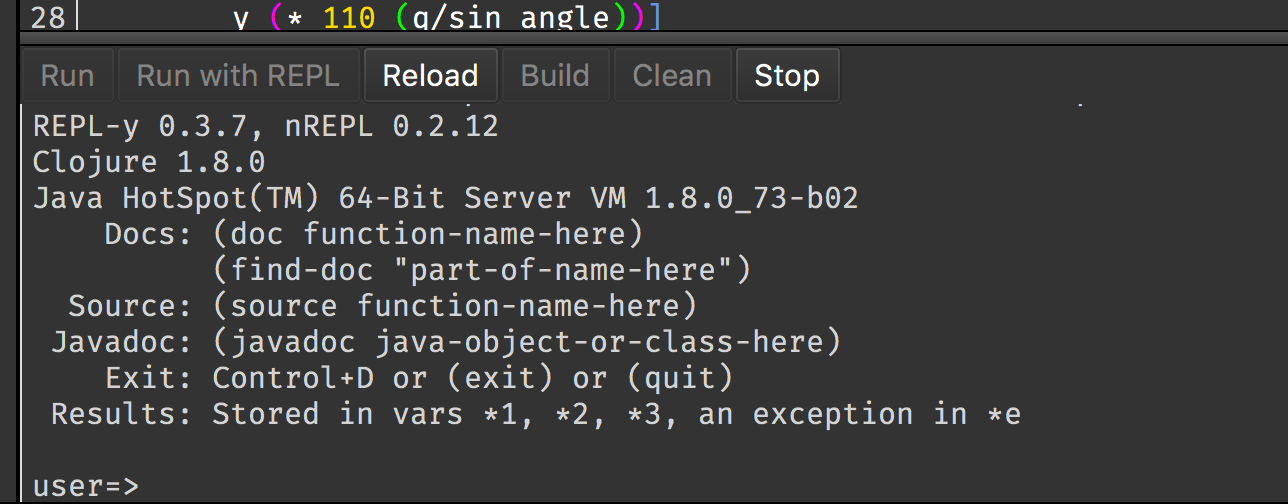 28 y (* 110 (q/sin angle))]
Run Run with REPL Reload Build Clean Stop
REPL-y 0.3.7, nREPL 0.2.12
Clojure 1.8.0
Java HotSpot(TM) 64-Bit Server VM 1.8.0_73-b02
Docs: (doc function-name-here)
(find-doc "part-of-name-here")
Source: (source function-name-here)
Javadoc: (javadoc java-object-or-class-here)
Exit: Control+D or (exit) or (quit)
Results: Stored in vars *1, *2, *3, an exception in *e
user=>